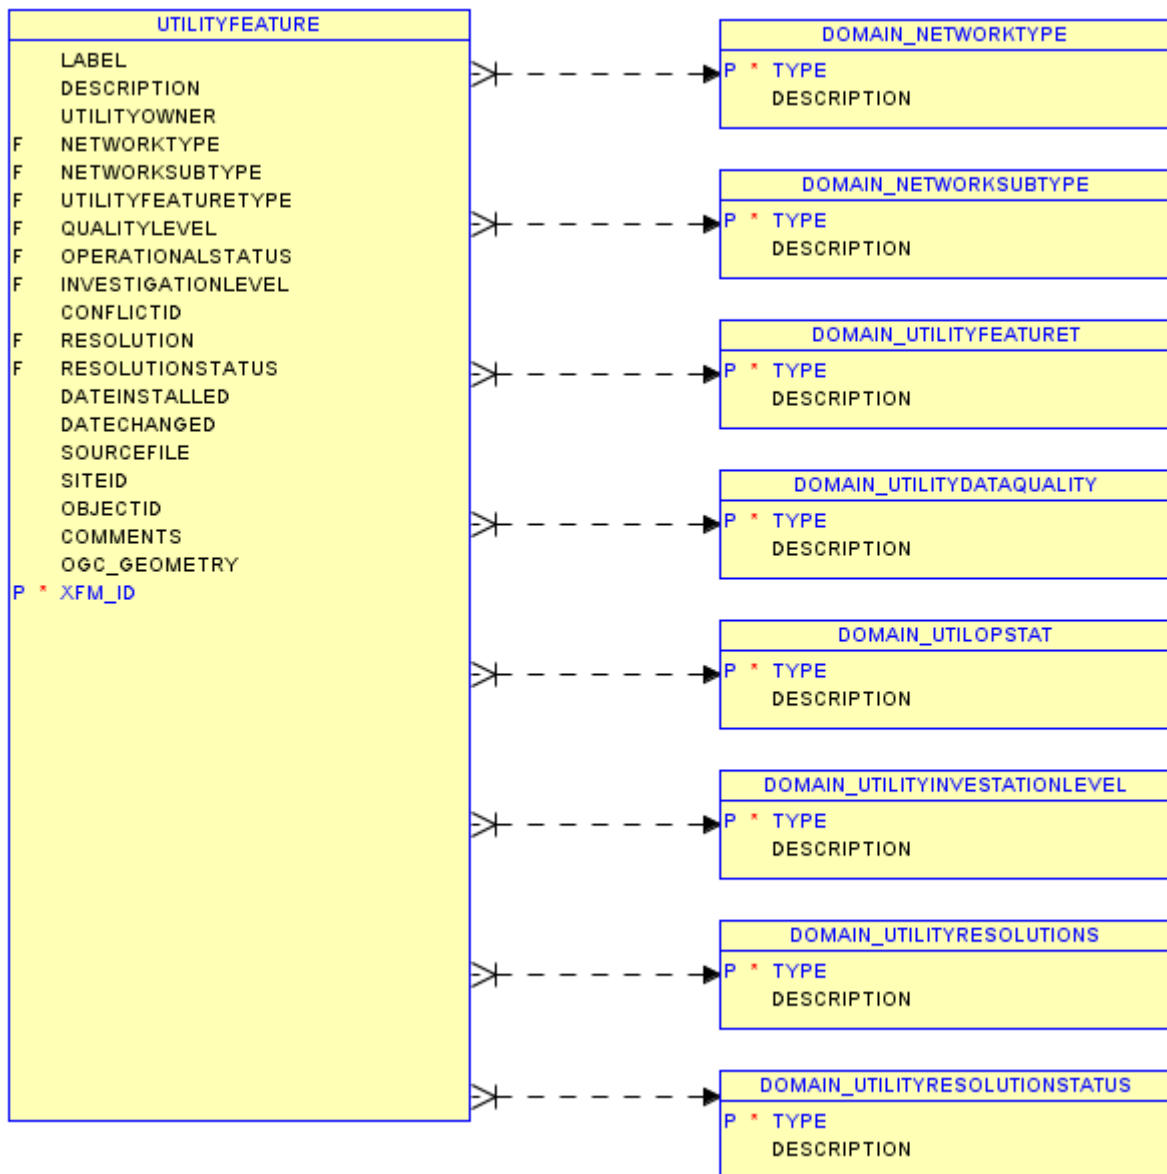 UTILITYFEATURE
LABEL
DESCRIPTION
UTILITYOWNER
F NETWORKTYPE
F NETWORKSUBTYPE
F UTILITYFEATURETYPE
F QUALITYLEVEL
F OPERATIONALSTATUS
F INVESTIGATIONLEVEL
CONFLICTID
F RESOLUTION
F RESOLUTIONSTATUS
DATEINSTALLED
DATECHANGED
SOURCEFILE
SITEID
OBJECTID
COMMENTS
OGC_GEOMETRY
P * XFM_ID
DOMAIN_NETWORKTYPE
P * TYPE
DESCRIPTION
DOMAIN_NETWORKSUBTYPE
P * TYPE
DESCRIPTION
DOMAIN_UTILITYFEATURET
P * TYPE
DESCRIPTION
DOMAIN_UTILITYDATAQUALITY
P * TYPE
DESCRIPTION
DOMAIN_UTILOPSTAT
P * TYPE
DESCRIPTION
DOMAIN_UTILITYINVESTATIONLEVEL
P * TYPE
DESCRIPTION
DOMAIN_UTILITYRESOLUTIONS
P * TYPE
DESCRIPTION
DOMAIN_UTILITYRESOLUTIONSTATUS
P * TYPE
DESCRIPTION